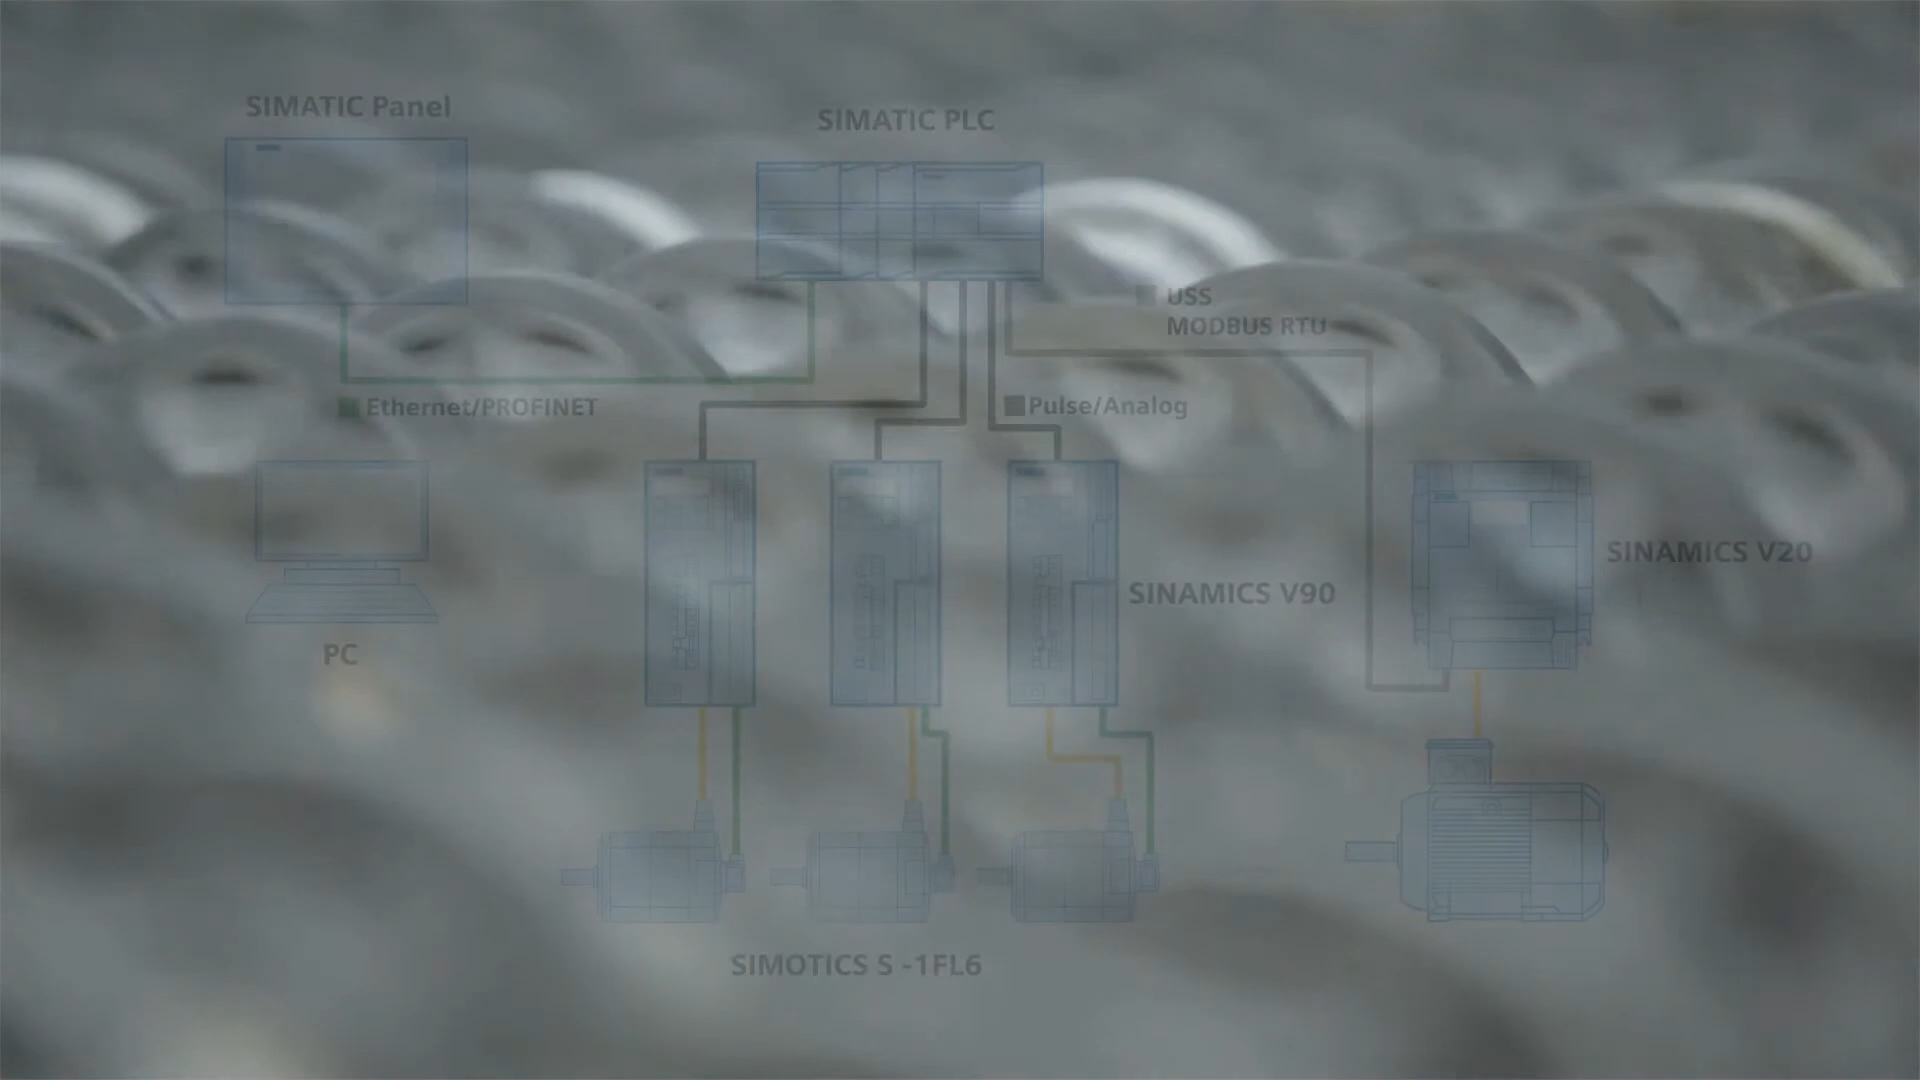 SIMATIC Panel
SIMATIC PLC
USS
MODBUS RTU
Ethernet/PROFINET
Pulse/Analog
SINAMICS V20
SINAMICS V90
PC
SIMOTICS S -1FL6